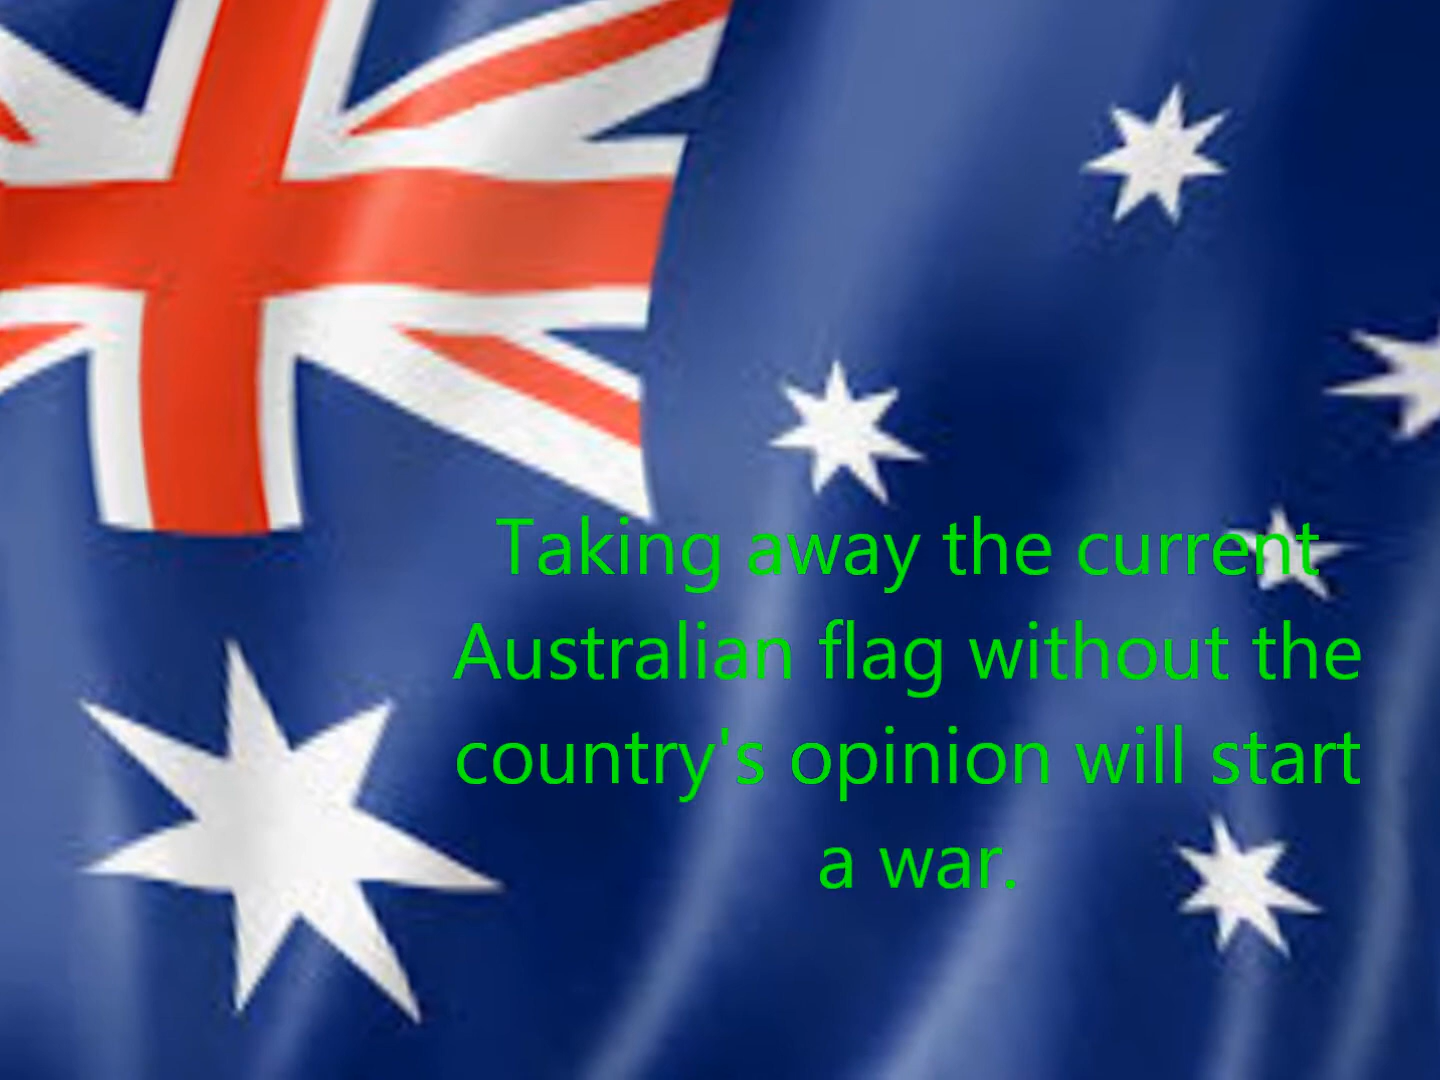 Taking away the current
Australian flag without the
country's opinion will start
a war.